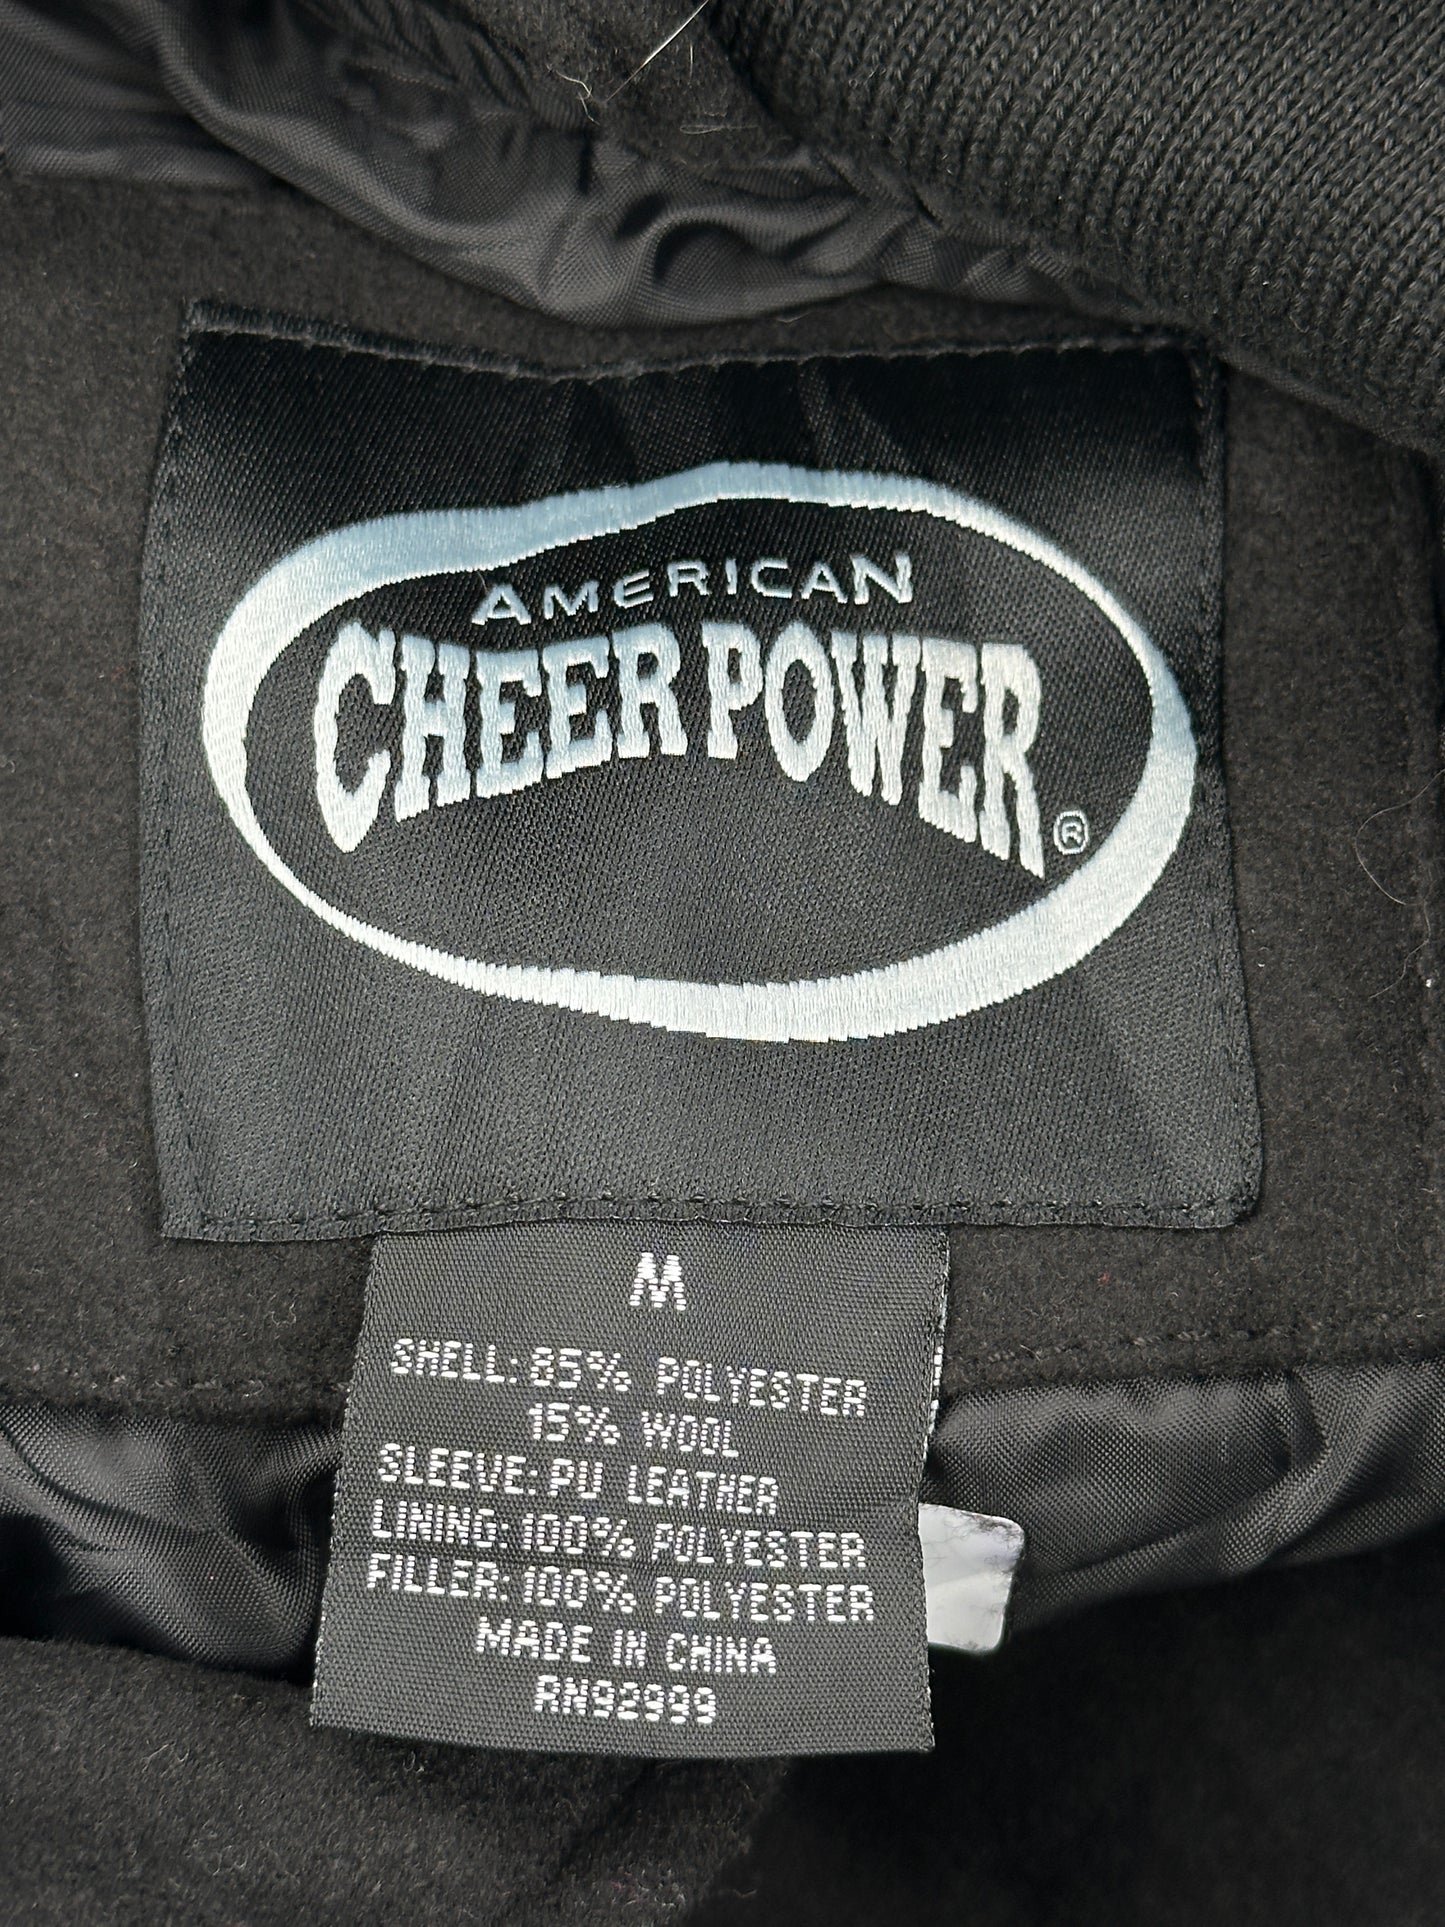 AMERICAN
CHEER POWER®
M
SHELL: 85% POLYESTER
15% WOOL
SLEEVE: PU LEATHER
LINING: 100% POLYESTER
FILLER: 100% POLYESTER
MADE IN CHINA
RN92999